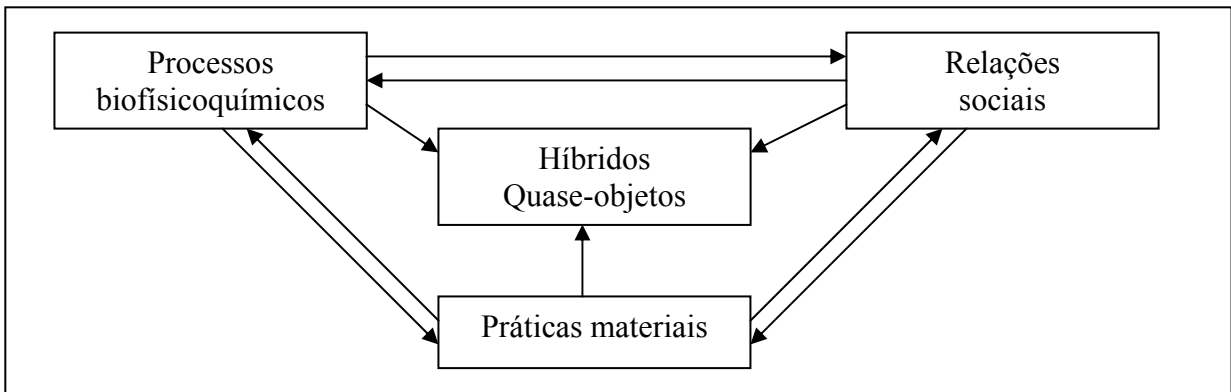 Processos
biofísicoquímicos
Relações
sociais
Híbridos
Quase-objetos
Práticas materiais